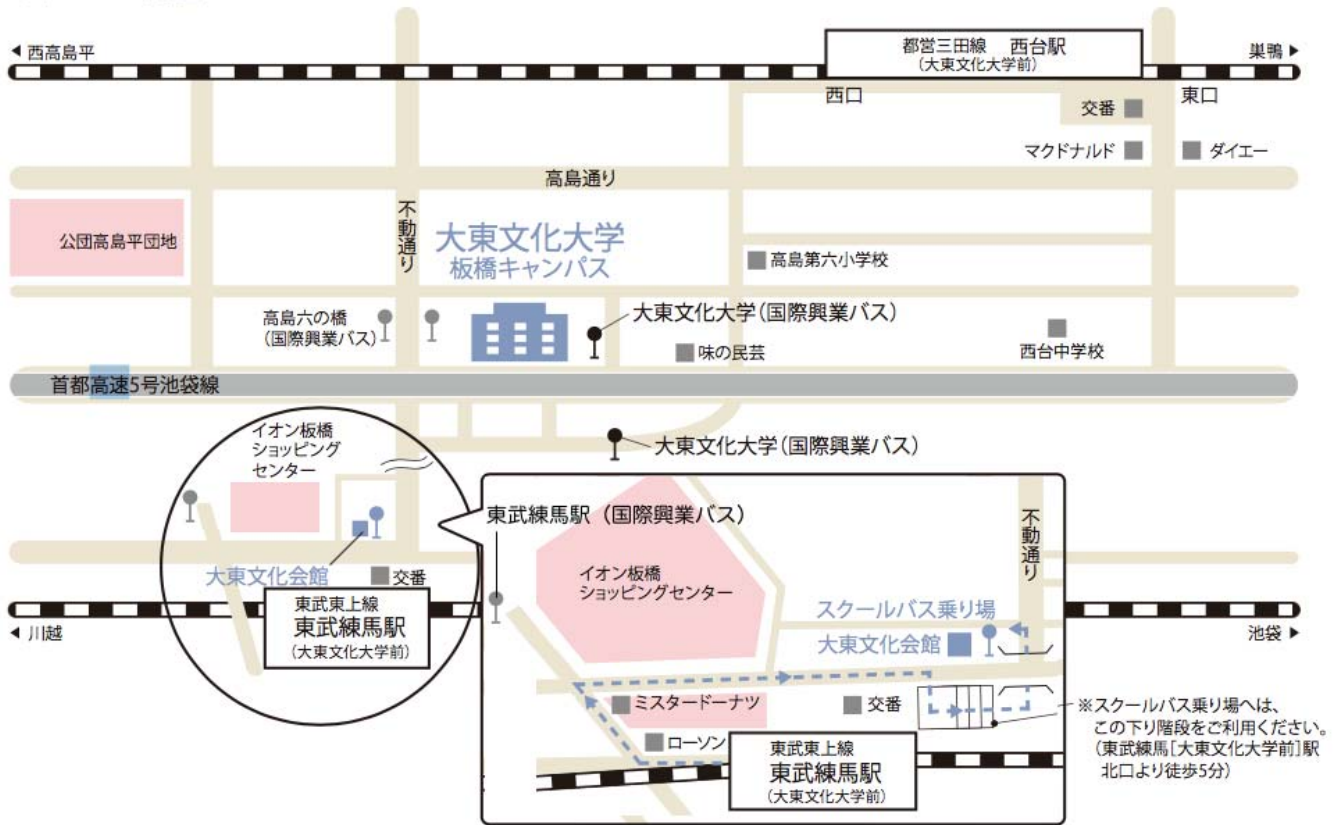 西高島平
都営三田線 西台駅
(大東文化大学前)
巣鴨
西口
東口
交番
マクドナルド
ダイエー
高島通り
公団高島平団地
不動通り
大東文化大学
板橋キャンパス
高島第六小学校
高島六の橋
(国際興業バス)
大東文化大学(国際興業バス)
味の民芸
西台中学校
首都高速5号池袋線
イオン板橋
ショッピング
センター
大東文化大学(国際興業バス)
東武練馬駅(国際興業バス)
不動通り
イオン板橋
ショッピングセンター
大東文化会館
交番
スクールバス乗り場
大東文化会館
東武東上線
東武練馬駅
(大東文化大学前)
川越
池袋
ミスタードーナツ
交番
ローソン
東武東上線
東武練馬駅
(大東文化大学前)
※スクールバス乗り場へは、
この下り階段をご利用ください。
(東武練馬[大東文化大学前]駅
北口より徒歩5分)